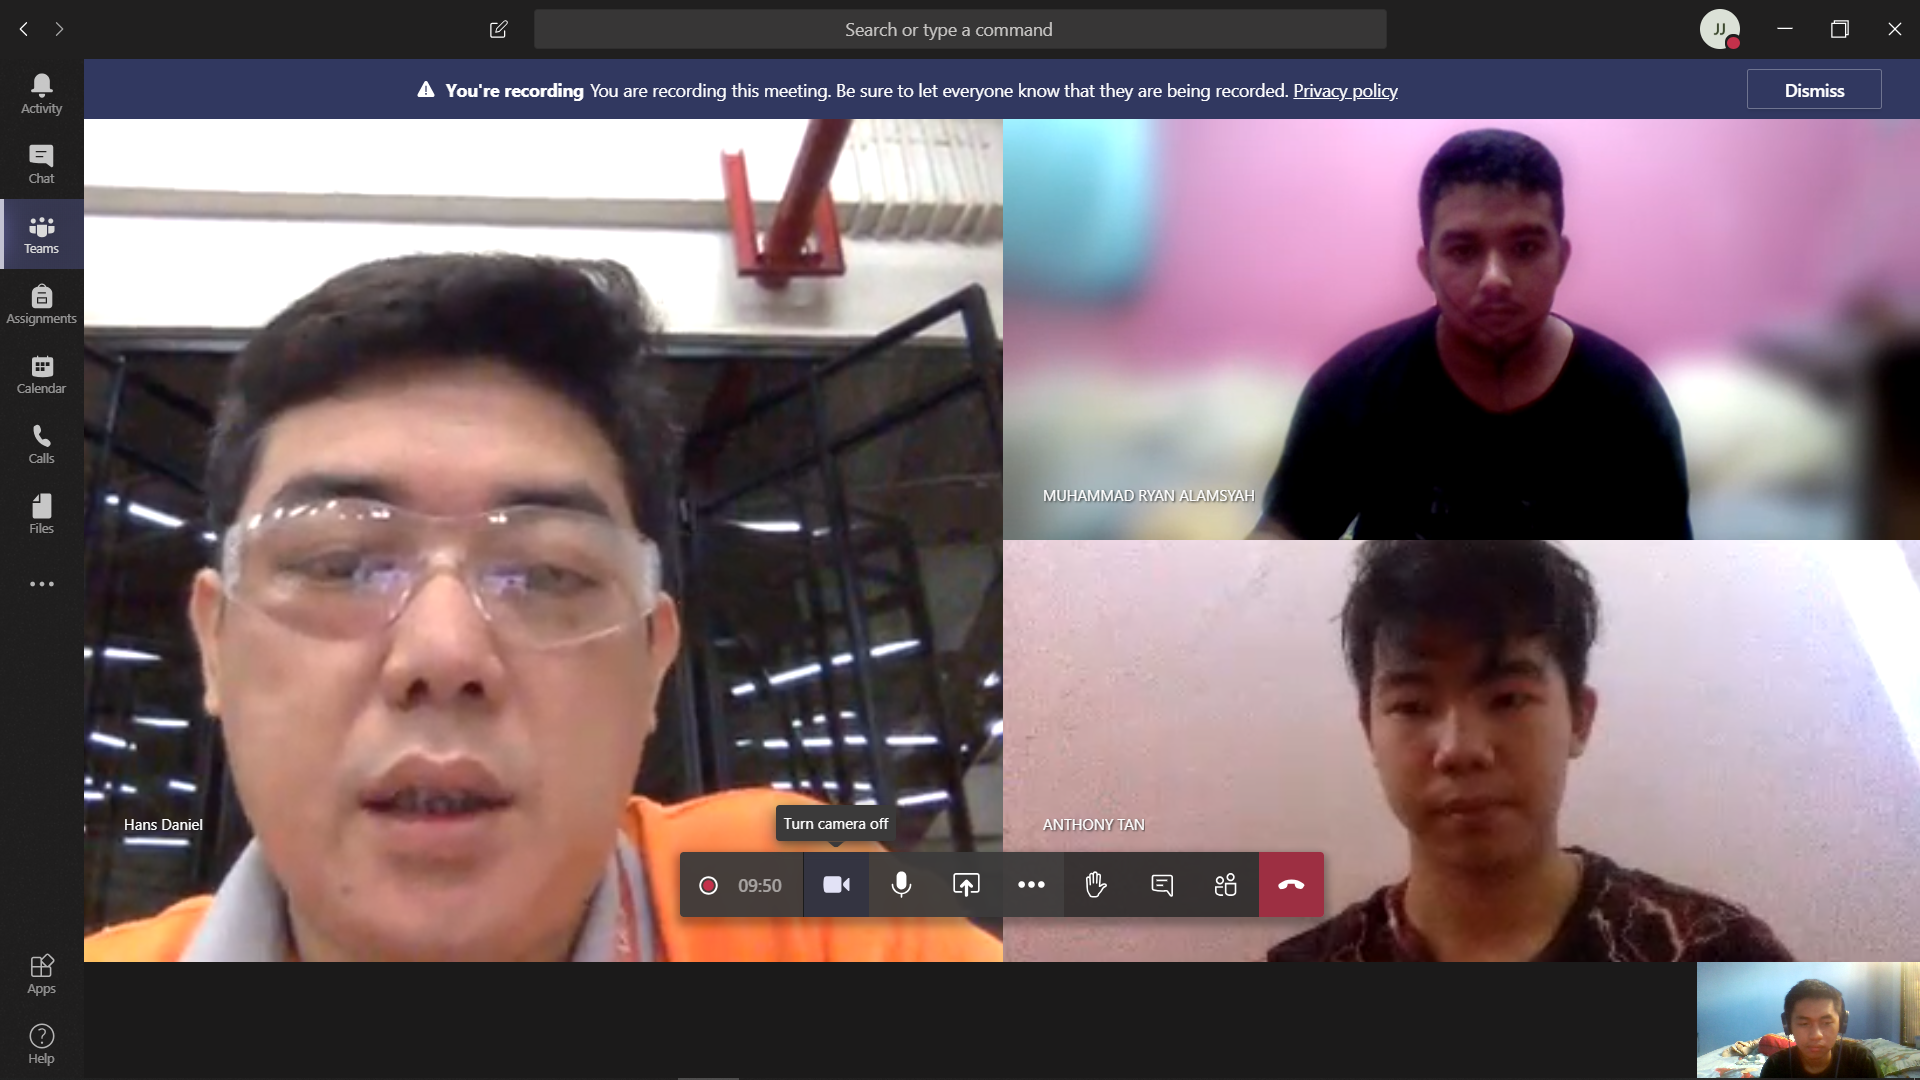 Search or type a command
JJ
You're recording You are recording this meeting. Be sure to let everyone know that they are being recorded. Privacy policy
Dismiss
Activity
Chat
Teams
Assignments
Calendar
Calls
Files
Apps
Help
MUHAMMAD RYAN ALAMSYAH
Hans Daniel
ANTHONY TAN
Turn camera off
09:50